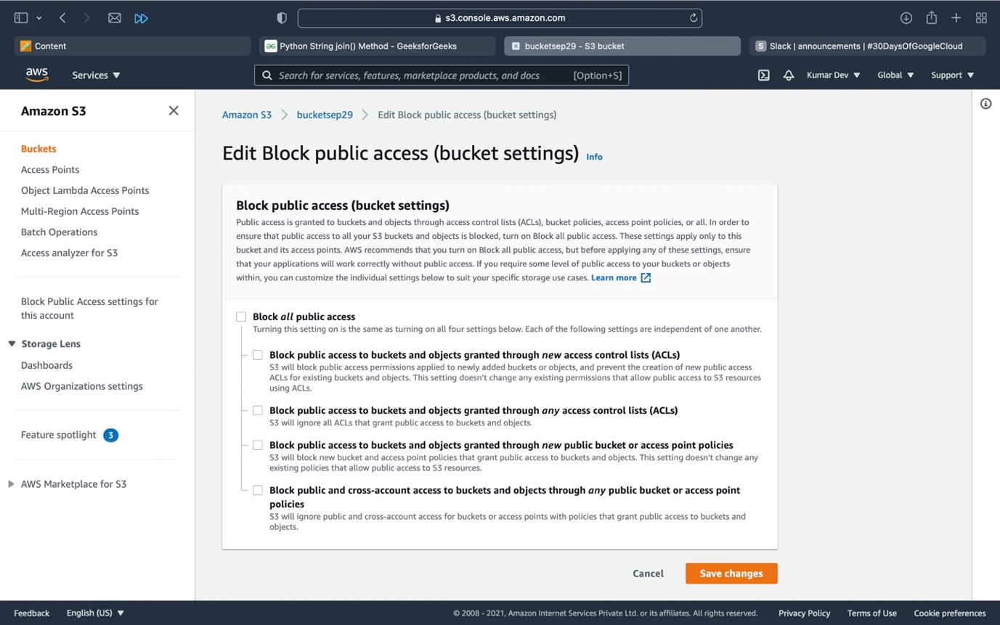 s3.console.aws.amazon.com
Content
Python String join() Method - GeeksforGeeks
bucketsep29 - S3 bucket
S
Slack | announcements | #30DaysOfGoogleCloud
aws
Services
Search for services, features, marketplace products, and docs
[Option+S]
Kumar Dev
Global
Support
Amazon S3
Buckets
Access Points
Object Lambda Access Points
Multi-Region Access Points
Batch Operations
Access analyzer for S3
Block Public Access settings for
this account
Storage Lens
Dashboards
AWS Organizations settings
Feature spotlight 3
AWS Marketplace for S3
Amazon S3
bucketsep29
Edit Block public access (bucket settings)
Edit Block public access (bucket settings) Info
Block public access (bucket settings)
Public access is granted to buckets and objects through access control lists (ACLs), bucket policies, access point policies, or all. In order to
ensure that public access to all your S3 buckets and objects is blocked, turn on Block all public access. These settings apply only to this
bucket and its access points. AWS recommends that you turn on Block all public access, but before applying any of these settings, ensure
that your applications will work correctly without public access. If you require some level of public access to your buckets or objects
within, you can customize the individual settings below to suit your specific storage use cases. Learn more
Block all public access
Turning this setting on is the same as turning on all four settings below. Each of the following settings are independent of one another.
Block public access to buckets and objects granted through new access control lists (ACLs)
S3 will block public access permissions applied to newly added buckets or objects, and prevent the creation of new public access
ACLs for existing buckets and objects. This setting doesn't change any existing permissions that allow public access to S3 resources
using ACLs.
Block public access to buckets and objects granted through any access control lists (ACLs)
S3 will ignore all ACLs that grant public access to buckets and objects.
Block public access to buckets and objects granted through new public bucket or access point policies
S3 will block new bucket and access point policies that grant public access to buckets and objects. This setting doesn't change any
existing policies that allow public access to S3 resources.
Block public and cross-account access to buckets and objects through any public bucket or access point
policies
S3 will ignore public and cross-account access for buckets or access points with policies that grant public access to buckets and
objects.
Cancel
Save changes
Feedback
English (US)
© 2008 - 2021, Amazon Internet Services Private Ltd. or its affiliates. All rights reserved.
Privacy Policy
Terms of Use
Cookie preferences